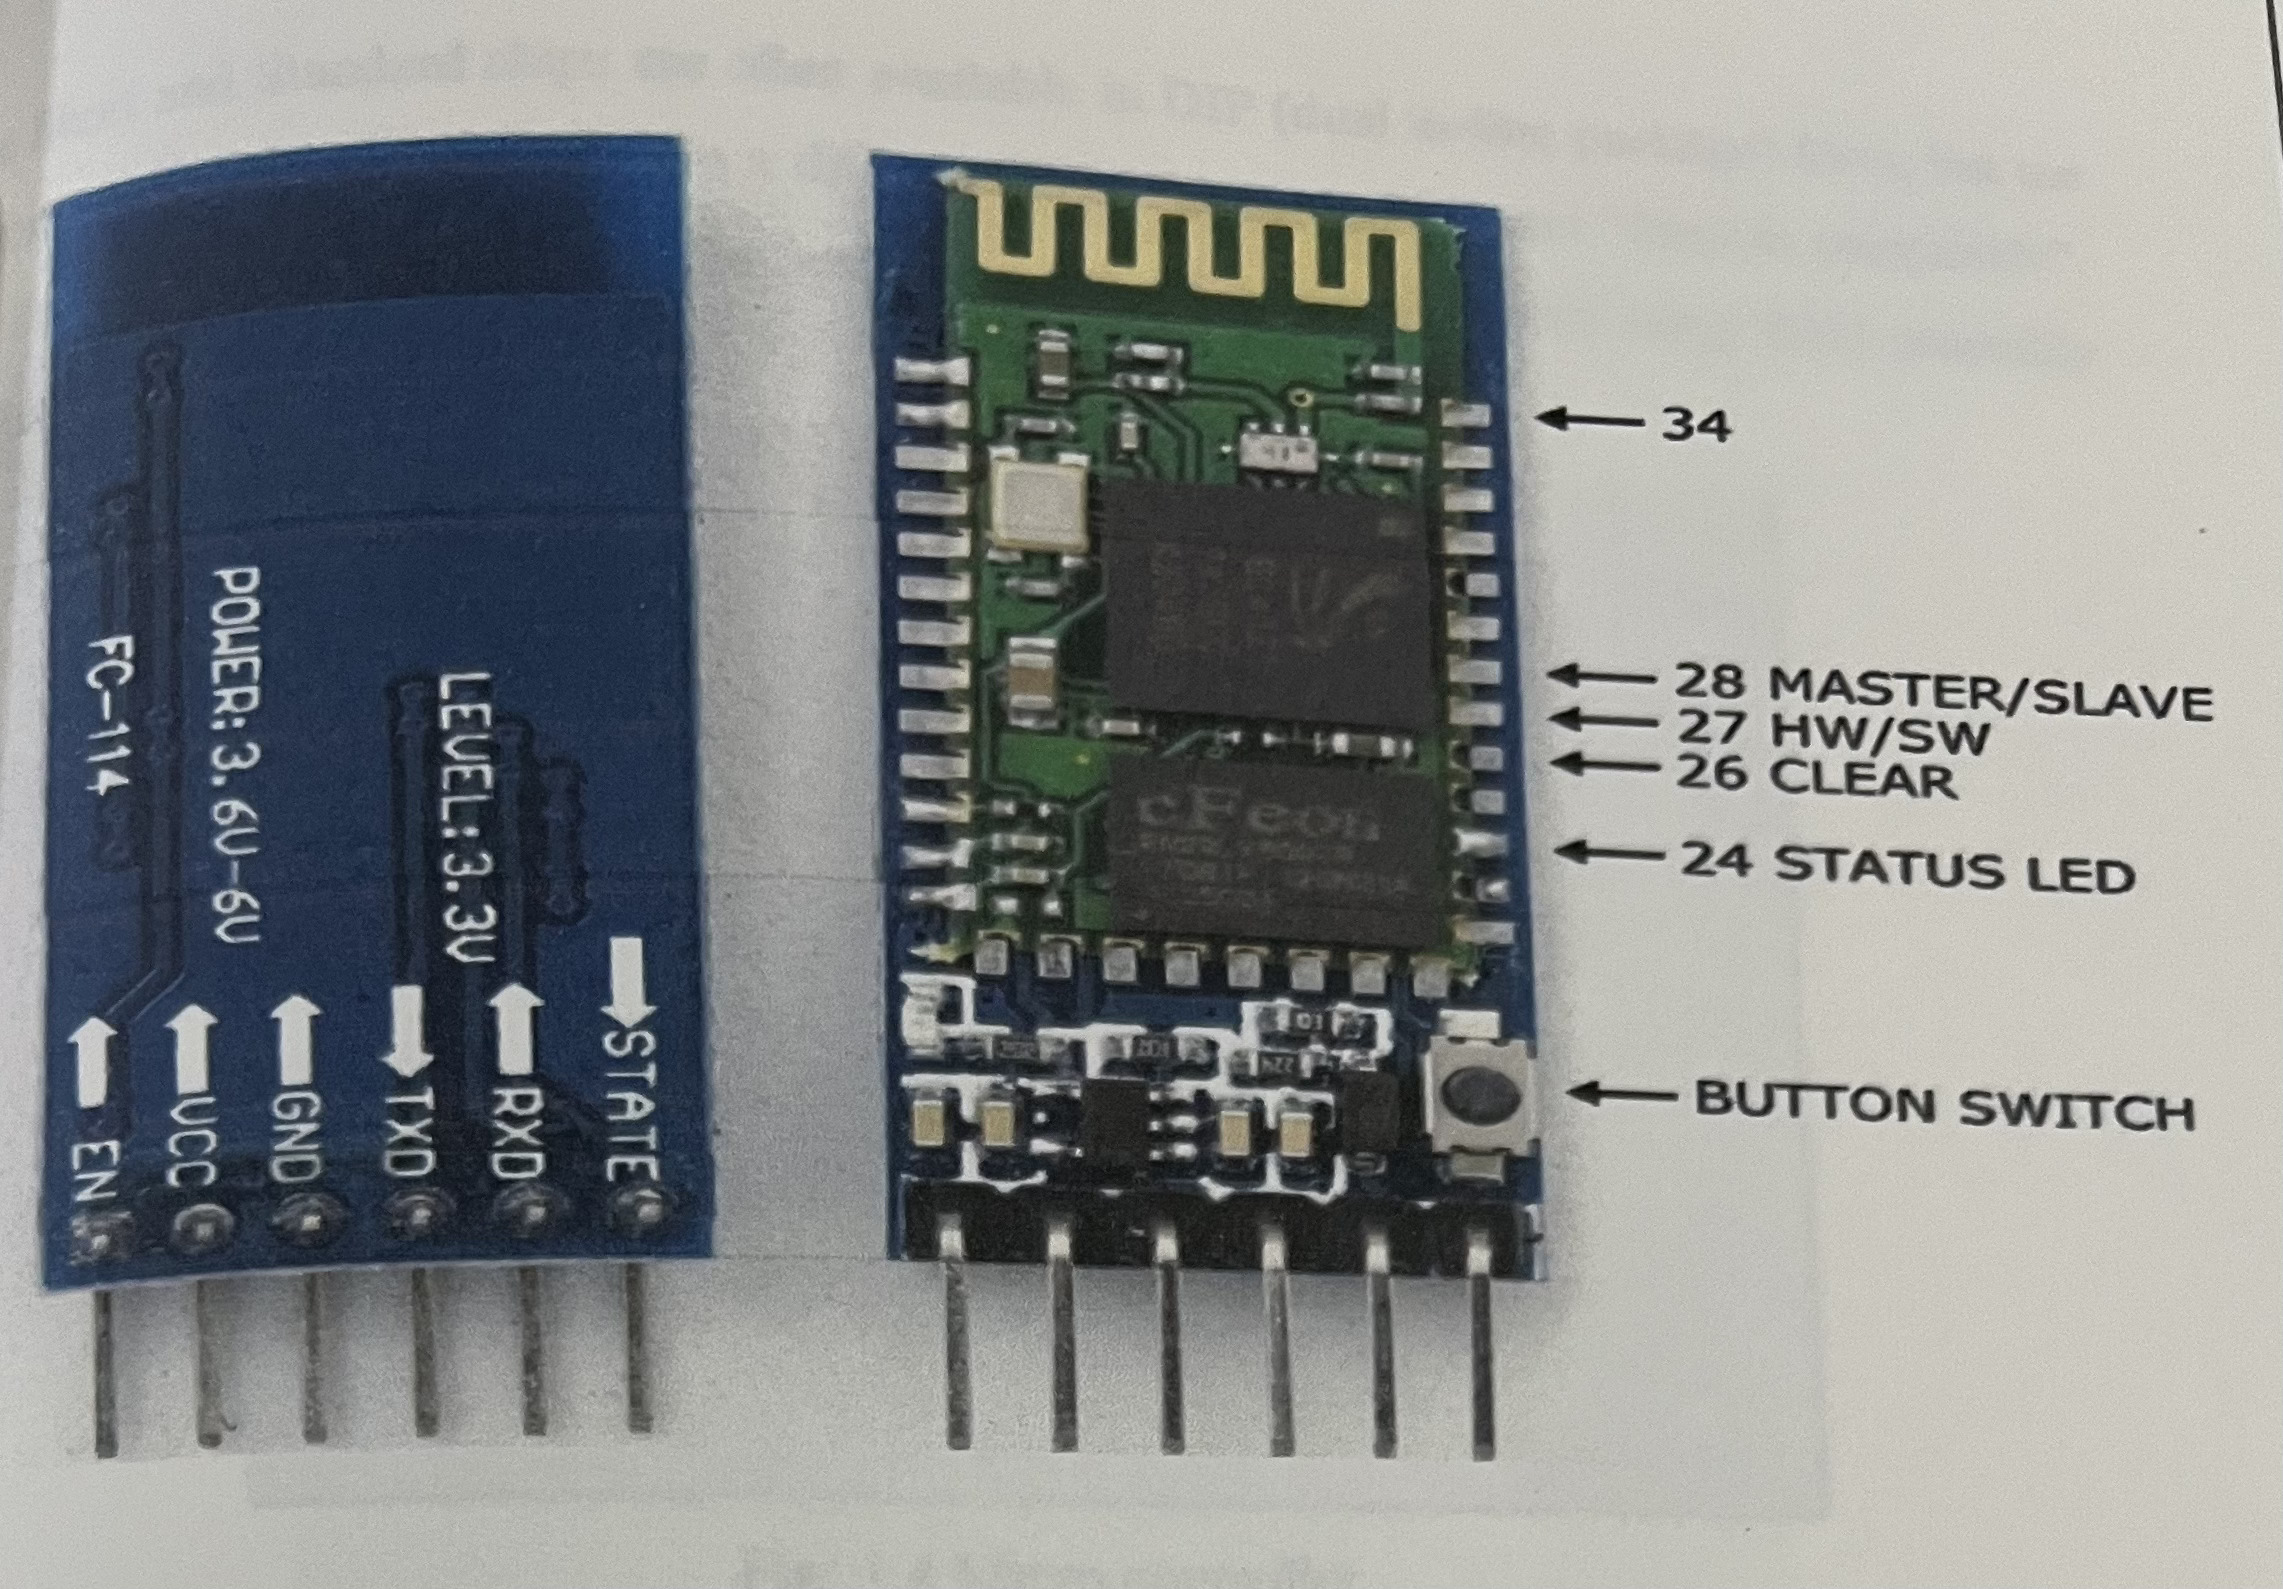 FC-114
POWER:3.6V-6V
LEVEL:3.3V
EN
VCC
GND
TXD
RXD
STATE
cFeon
34
28 MASTER/SLAVE
27 HW/SW
26 CLEAR
24 STATUS LED
BUTTON SWITCH